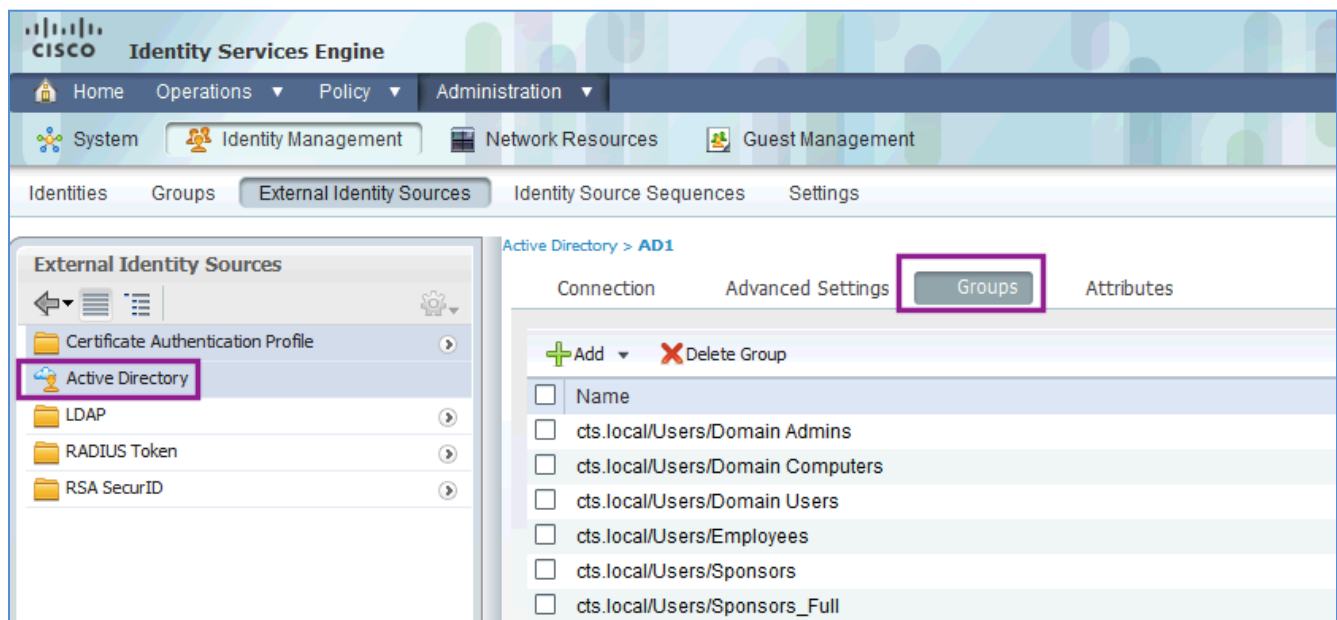 CISCO Identity Services Engine
Home Operations Policy Administration
System Identity Management Network Resources Guest Management
Identities Groups External Identity Sources Identity Source Sequences Settings
External Identity Sources
Certificate Authentication Profile
Active Directory
LDAP
RADIUS Token
RSA SecurID
Active Directory > AD1
Connection Advanced Settings Groups Attributes
Add Delete Group
Name
cts.local/Users/Domain Admins
cts.local/Users/Domain Computers
cts.local/Users/Domain Users
cts.local/Users/Employees
cts.local/Users/Sponsors
cts.local/Users/Sponsors_Full